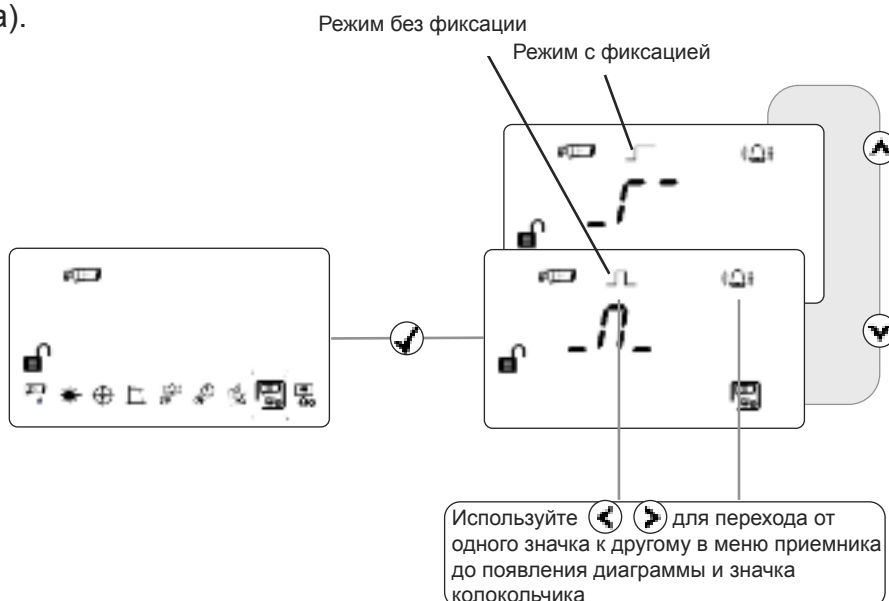 а).
Режим без фиксации
Режим с фиксацией
Используйте для перехода от
одного значка к другому в меню приемника
до появления диаграммы и значка
колокольчика